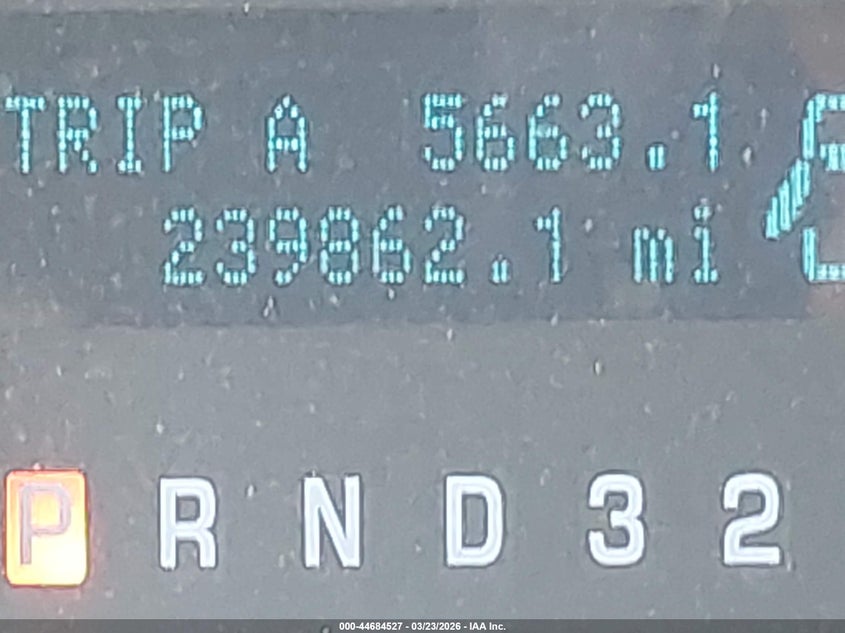 TRIP A 5663.1
239862.1 mi
P R N D 3 2
000-44684527 - 03/23/2026 - IAA Inc.